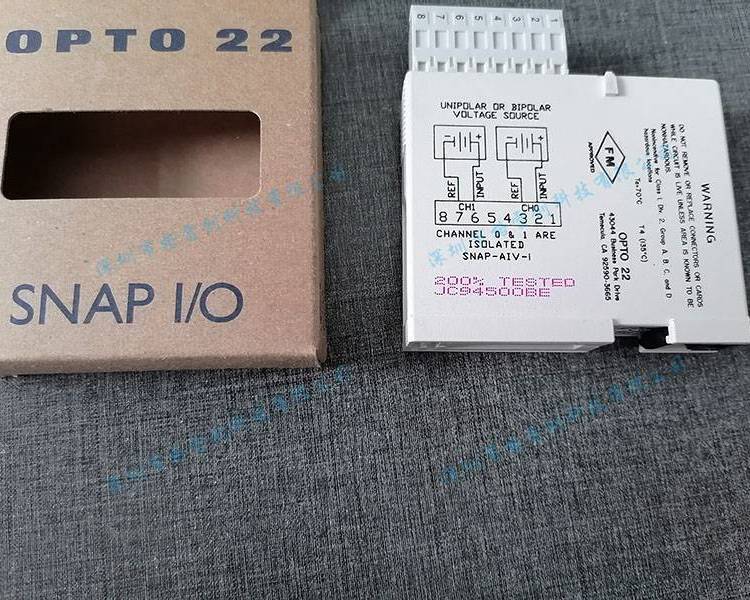 OPTO 22
SNAP I/O
8 7 6 5 4 3 2 1
UNIPOLAR OR BIPOLAR
VOLTAGE SOURCE
- +
- +
REF
INPUT
REF
INPUT
CH1
CH0
8 7 6 5 4 3 2 1
CHANNEL 0 & 1 ARE
ISOLATED
SNAP-AIV-I
200% TESTED
JC94500BE
FM
APPROVED
WARNING
DO NOT REMOVE OR REPLACE CONNECTORS OR CARDS
WHILE CIRCUIT IS LIVE UNLESS AREA IS KNOWN TO BE
NONHAZARDOUS.
Nonincendive for Class I, Div. 2, Group A, B, C, and D
hazardous locations
Ta=70°C
T4 (135°C)
OPTO 22
43044 Business Park Drive
Temecula, CA 92590-3665